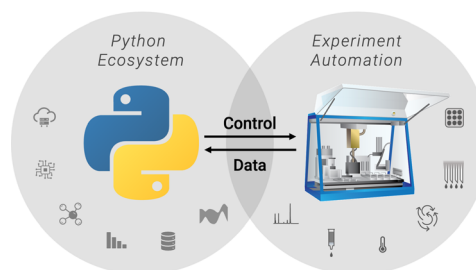 Python
Ecosystem
Experiment
Automation
Control
Data